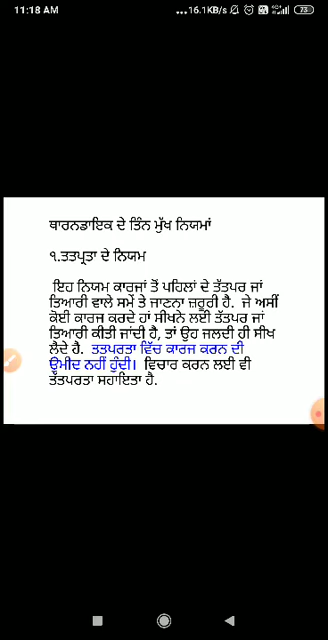 11:18 AM
...16.1KB/s 4G+ 73
ਥਾਰਨਡਾਇਕ ਦੇ ਤਿੰਨ ਮੁੱਖ ਨਿਯਮਾਂ
੧.ਤਤਪ੍ਰਤਾ ਦੇ ਨਿਯਮ
ਇਹ ਨਿਯਮ ਕਾਰਜਾਂ ਤੋਂ ਪਹਿਲਾਂ ਦੇ ਤੱਤਪਰ ਜਾਂ
ਤਿਆਰੀ ਵਾਲੇ ਸਮੇਂ ਤੇ ਜਾਣਨਾ ਜ਼ਰੂਰੀ ਹੈ. ਜੇ ਅਸੀਂ
ਕੋਈ ਕਾਰਜ ਕਰਦੇ ਹਾਂ ਸੀਖਨੇ ਲਈ ਤੱਤਪਰ ਜਾਂ
ਤਿਆਰੀ ਕੀਤੀ ਜਾਂਦੀ ਹੈ, ਤਾਂ ਉਹ ਜਲਦੀ ਹੀ ਸੀਖ
ਲੈਂਦੇ ਹੈ. ਤਤਪਰਤਾ ਵਿੱਚ ਕਾਰਜ ਕਰਨ ਦੀ
ਉਮੀਦ ਨਹੀਂ ਹੁੰਦੀ। ਵਿਚਾਰ ਕਰਨ ਲਈ ਵੀ
ਤੱਤਪਰਤਾ ਸਹਾਇਤਾ ਹੈ.